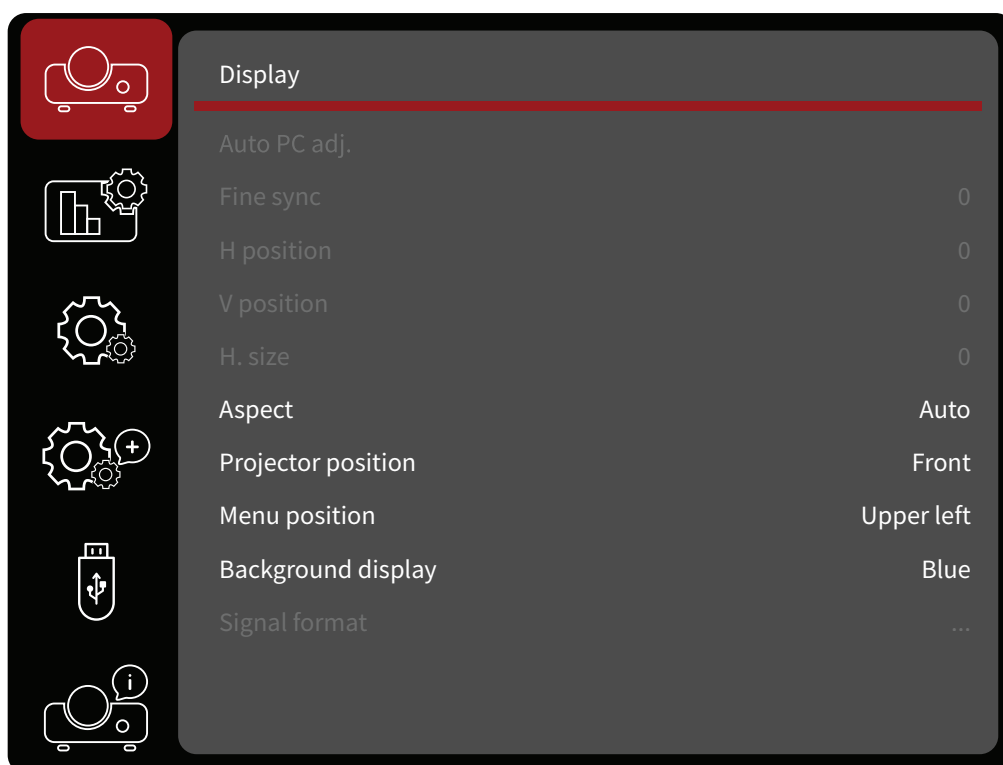 Display
Auto PC adj.
Fine sync 0
H position 0
V position 0
H. size 0
Aspect Auto
Projector position Front
Menu position Upper left
Background display Blue
Signal format ...